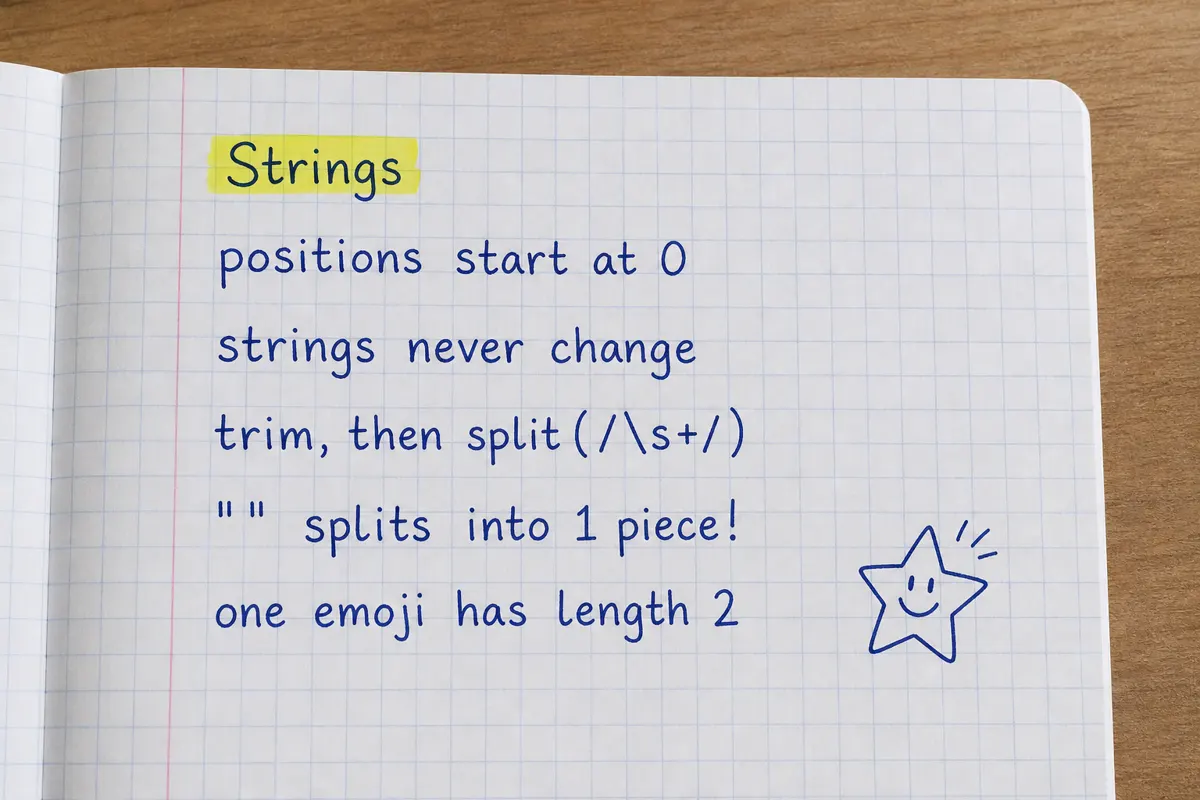 Strings
positions start at 0
strings never change
trim, then split(/\s+/)
"" splits into 1 piece!
one emoji has length 2